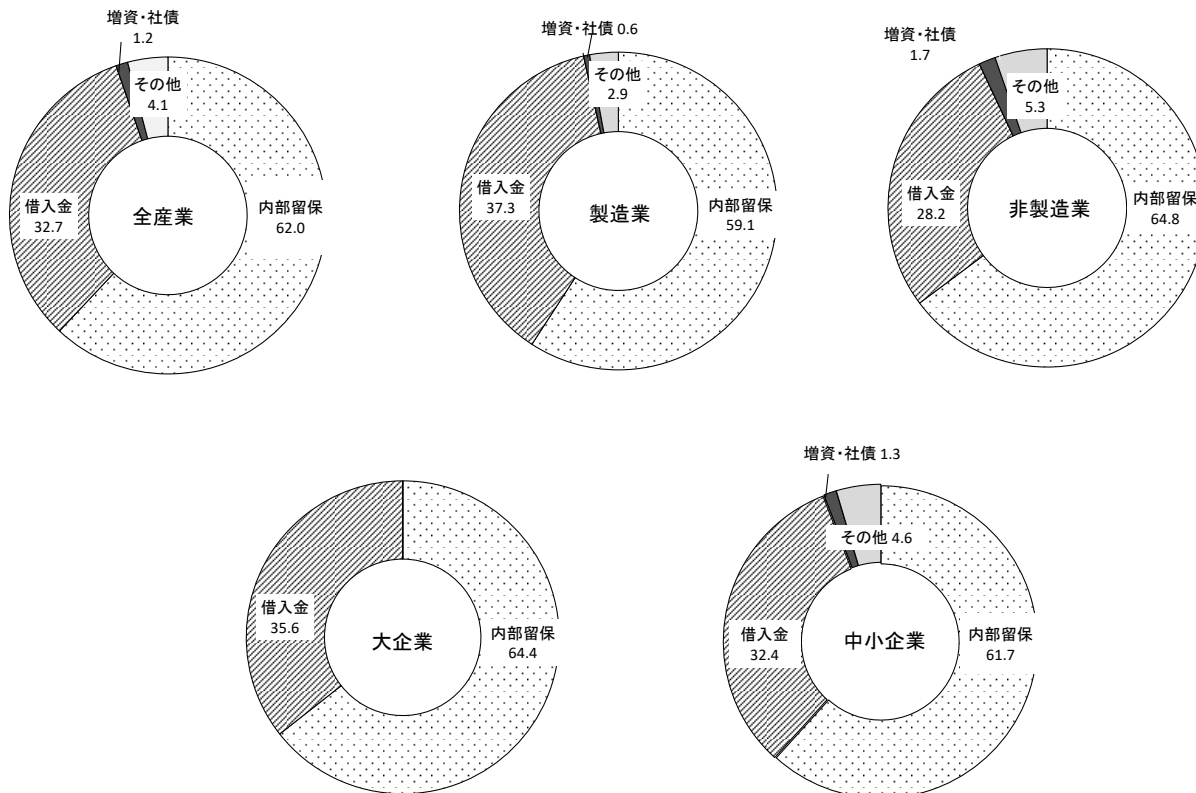 増資・社債
1.2
その他
4.1
借入金
32.7
全産業
内部留保
62.0
増資・社債 0.6
その他
2.9
借入金
37.3
製造業
内部留保
59.1
増資・社債
1.7
その他
5.3
借入金
28.2
非製造業
内部留保
64.8
借入金
35.6
大企業
内部留保
64.4
増資・社債 1.3
その他 4.6
借入金
32.4
中小企業
内部留保
61.7